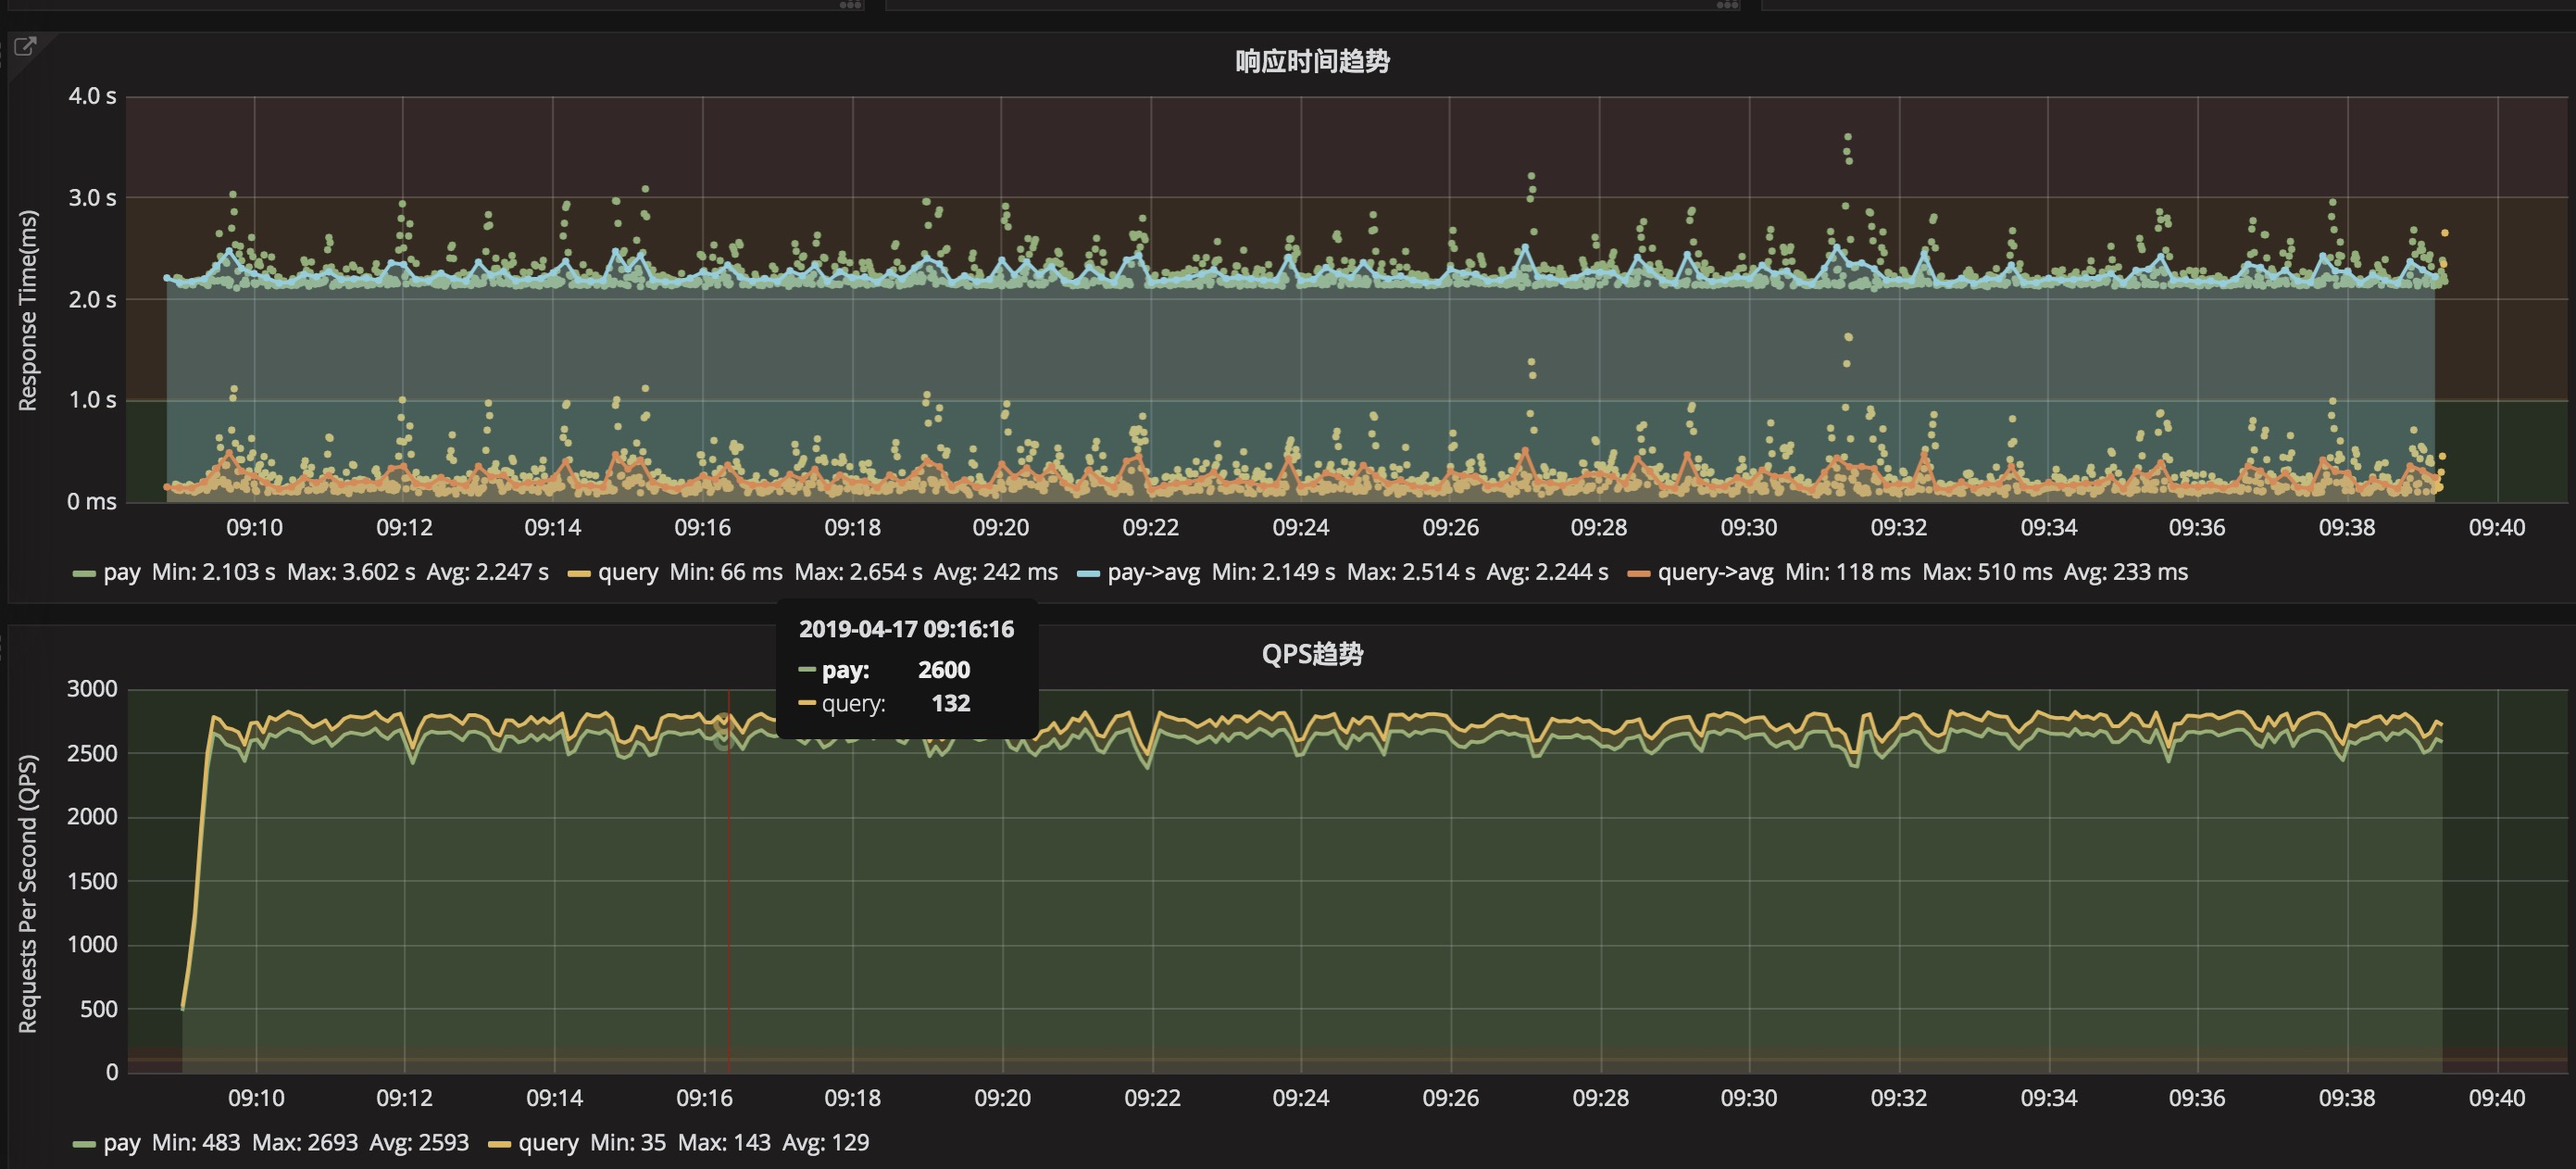 响应时间趋势
4.0 s
3.0 s
2.0 s
1.0 s
0 ms
Response Time(ms)
09:10 09:12 09:14 09:16 09:18 09:20 09:22 09:24 09:26 09:28 09:30 09:32 09:34 09:36 09:38 09:40
pay Min: 2.103 s Max: 3.602 s Avg: 2.247 s query Min: 66 ms Max: 2.654 s Avg: 242 ms pay->avg Min: 2.149 s Max: 2.514 s Avg: 2.244 s query->avg Min: 118 ms Max: 510 ms Avg: 233 ms
2019-04-17 09:16:16
pay: 2600
query: 132
QPS趋势
3000
2500
2000
1500
1000
500
0
Requests Per Second (QPS)
09:10 09:12 09:14 09:16 09:18 09:20 09:22 09:24 09:26 09:28 09:30 09:32 09:34 09:36 09:38 09:40
pay Min: 483 Max: 2693 Avg: 2593 query Min: 35 Max: 143 Avg: 129